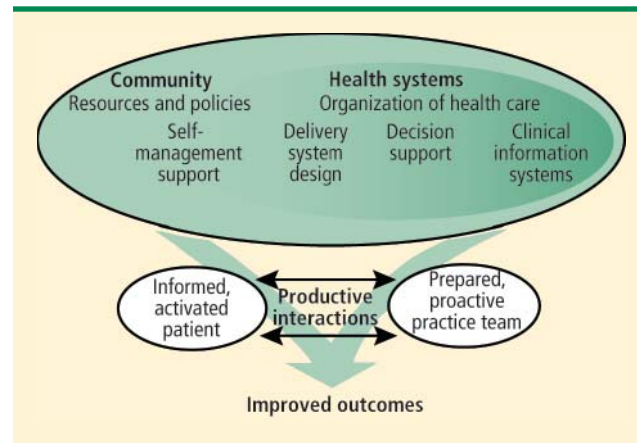 Community
Resources and policies
Health systems
Organization of health care
Self-
management
support
Delivery
system
design
Decision
support
Clinical
information
systems
Informed,
activated
patient
Productive
interactions
Prepared,
proactive
practice team
Improved outcomes